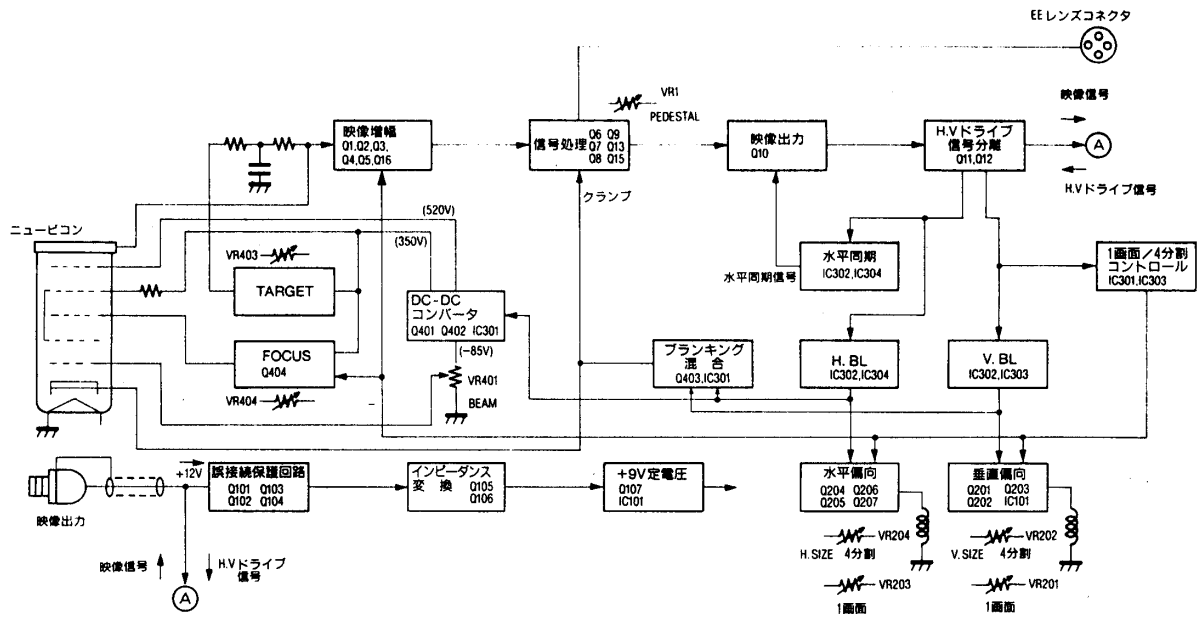 EEレンズコネクタ
VR1
PEDESTAL
映像信号
映像増幅
Q1,Q2,Q3,
Q4,Q5,Q16
信号処理
Q6 Q9
Q7 Q13
Q8 Q15
映像出力
Q10
H.Vドライブ
信号分離
Q11,Q12
A
H.Vドライブ信号
クランプ
(520V)
(350V)
ニュービコン
VR403
TARGET
DC-DC
コンバータ
Q401 Q402 IC301
(-85V)
水平同期
IC302,IC304
水平同期信号
1画面/4分割
コントロール
IC301,IC303
FOCUS
Q404
VR404
VR401
BEAM
ブランキング
混合
Q403,IC301
H. BL
IC302,IC304
V. BL
IC302,IC303
+12V
誤接続保護回路
Q101 Q103
Q102 Q104
インピーダンス
変換
Q105
Q106
+9V定電圧
Q107
IC101
水平偏向
Q204 Q206
Q205 Q207
垂直偏向
Q201 Q203
Q202 IC101
映像出力
VR204
H.SIZE 4分割
VR202
V.SIZE 4分割
映像信号
H.Vドライブ
信号
A
VR203
1画面
VR201
1画面